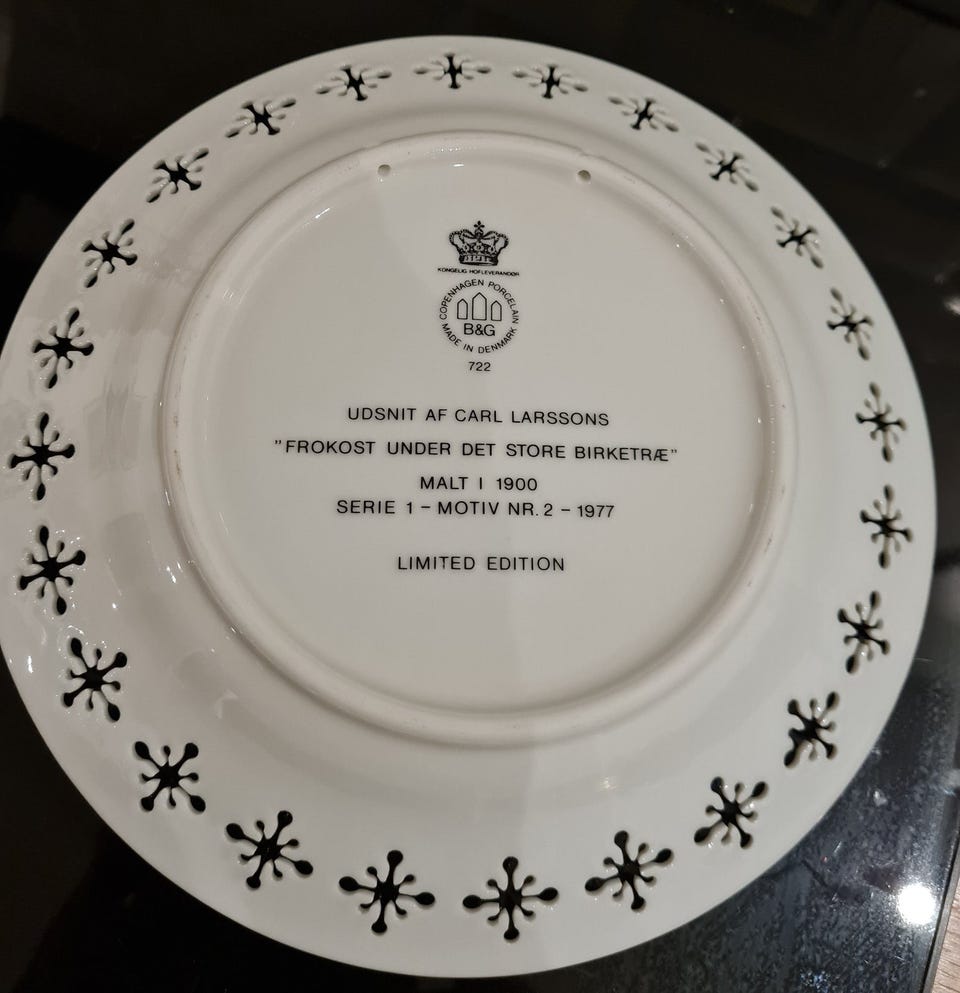 KONGELIG HOFLEVERANDØR
COPENHAGEN PORCELAIN
B&G
MADE IN DENMARK
722
UDSNIT AF CARL LARSSONS
"FROKOST UNDER DET STORE BIRKETRÆ"
MALT I 1900
SERIE 1 – MOTIV NR. 2 – 1977
LIMITED EDITION